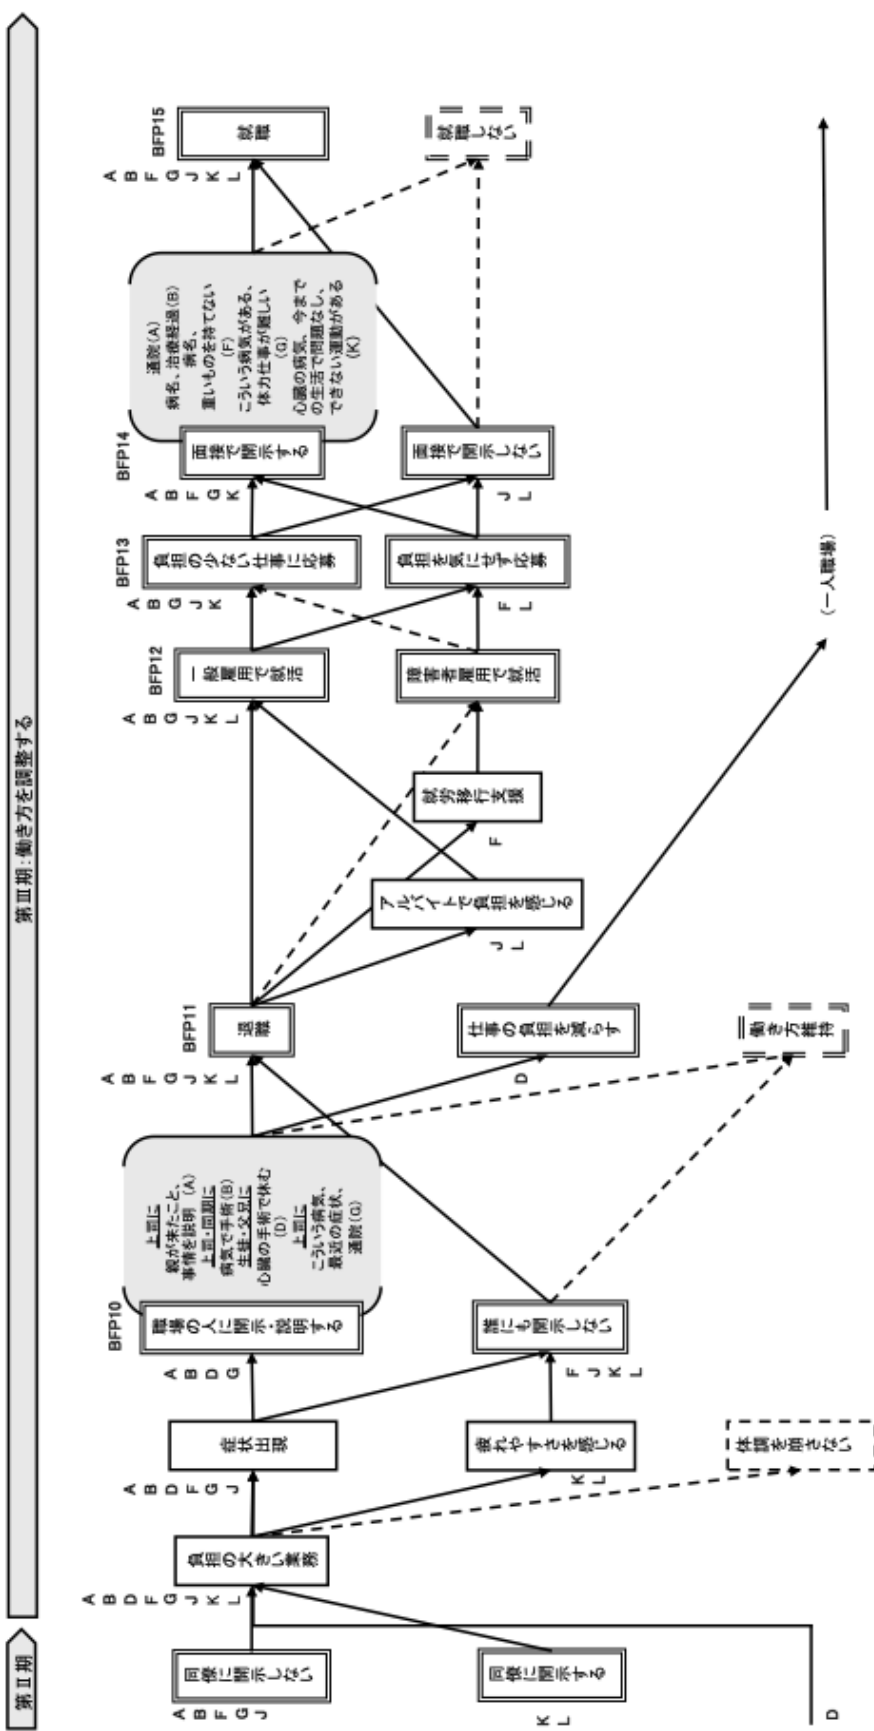 第Ⅱ期
第Ⅲ期:働き方を調整する
A
B
F
G
J
同僚に開示しない
K
L
同僚に開示する
D
A
B
D
F
G
J
K
L
負担の大きい業務
A
B
D
F
G
J
症状出現
K
L
疲れやすさを感じる
体調を崩さない
A
B
D
G
BFP10
職場の人に開示・説明する
上司に
親が来たこと、
事情を説明 (A)
上司・同期に
病気で手術(B)
生徒・父兄に
心臓の手術で休む
(D)
上司に
こういう病気、
最近の症状、
通院(G)
F
J
K
L
誰にも開示しない
A
B
F
G
J
K
L
BFP11
退職
D
仕事の負担を減らす
働き方維持
J
L
アルバイトで負担を感じる
F
就労移行支援
A
B
G
J
K
L
BFP12
一般雇用で就活
障害者雇用で就活
(一人職場)
A
B
G
J
K
BFP13
負担の少ない仕事に応募
F
L
負担を気にせず応募
A
B
F
G
K
BFP14
面接で開示する
通院(A)
病名、治療経過(B)
病名、
重いものを持てない
(F)
こういう病気がある、
体力仕事が難しい
(G)
心臓の病気、今まで
の生活で問題なし、
できない運動がある
(K)
J
L
面接で開示しない
A
B
F
G
J
K
L
BFP15
就職
就職しない